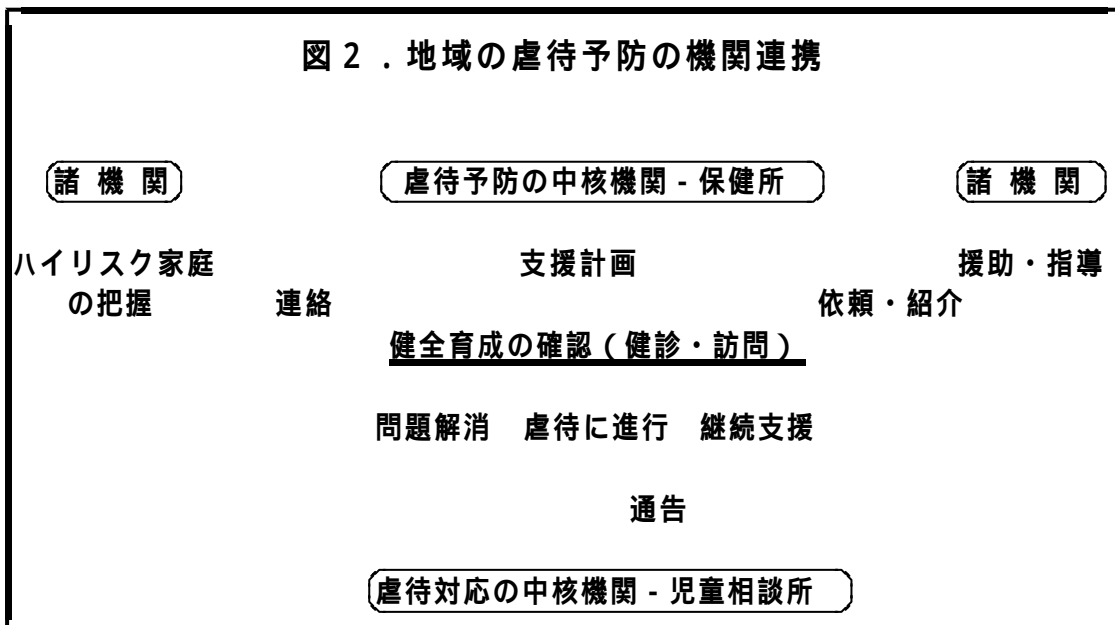 図２．地域の虐待予防の機関連携
諸機関 虐待予防の中核機関‐保健所 諸機関
ハイリスク家庭 支援計画 援助・指導
の把握 連絡 依頼・紹介
健全育成の確認（健診・訪問）
問題解消 虐待に進行 継続支援
通告
虐待対応の中核機関‐児童相談所